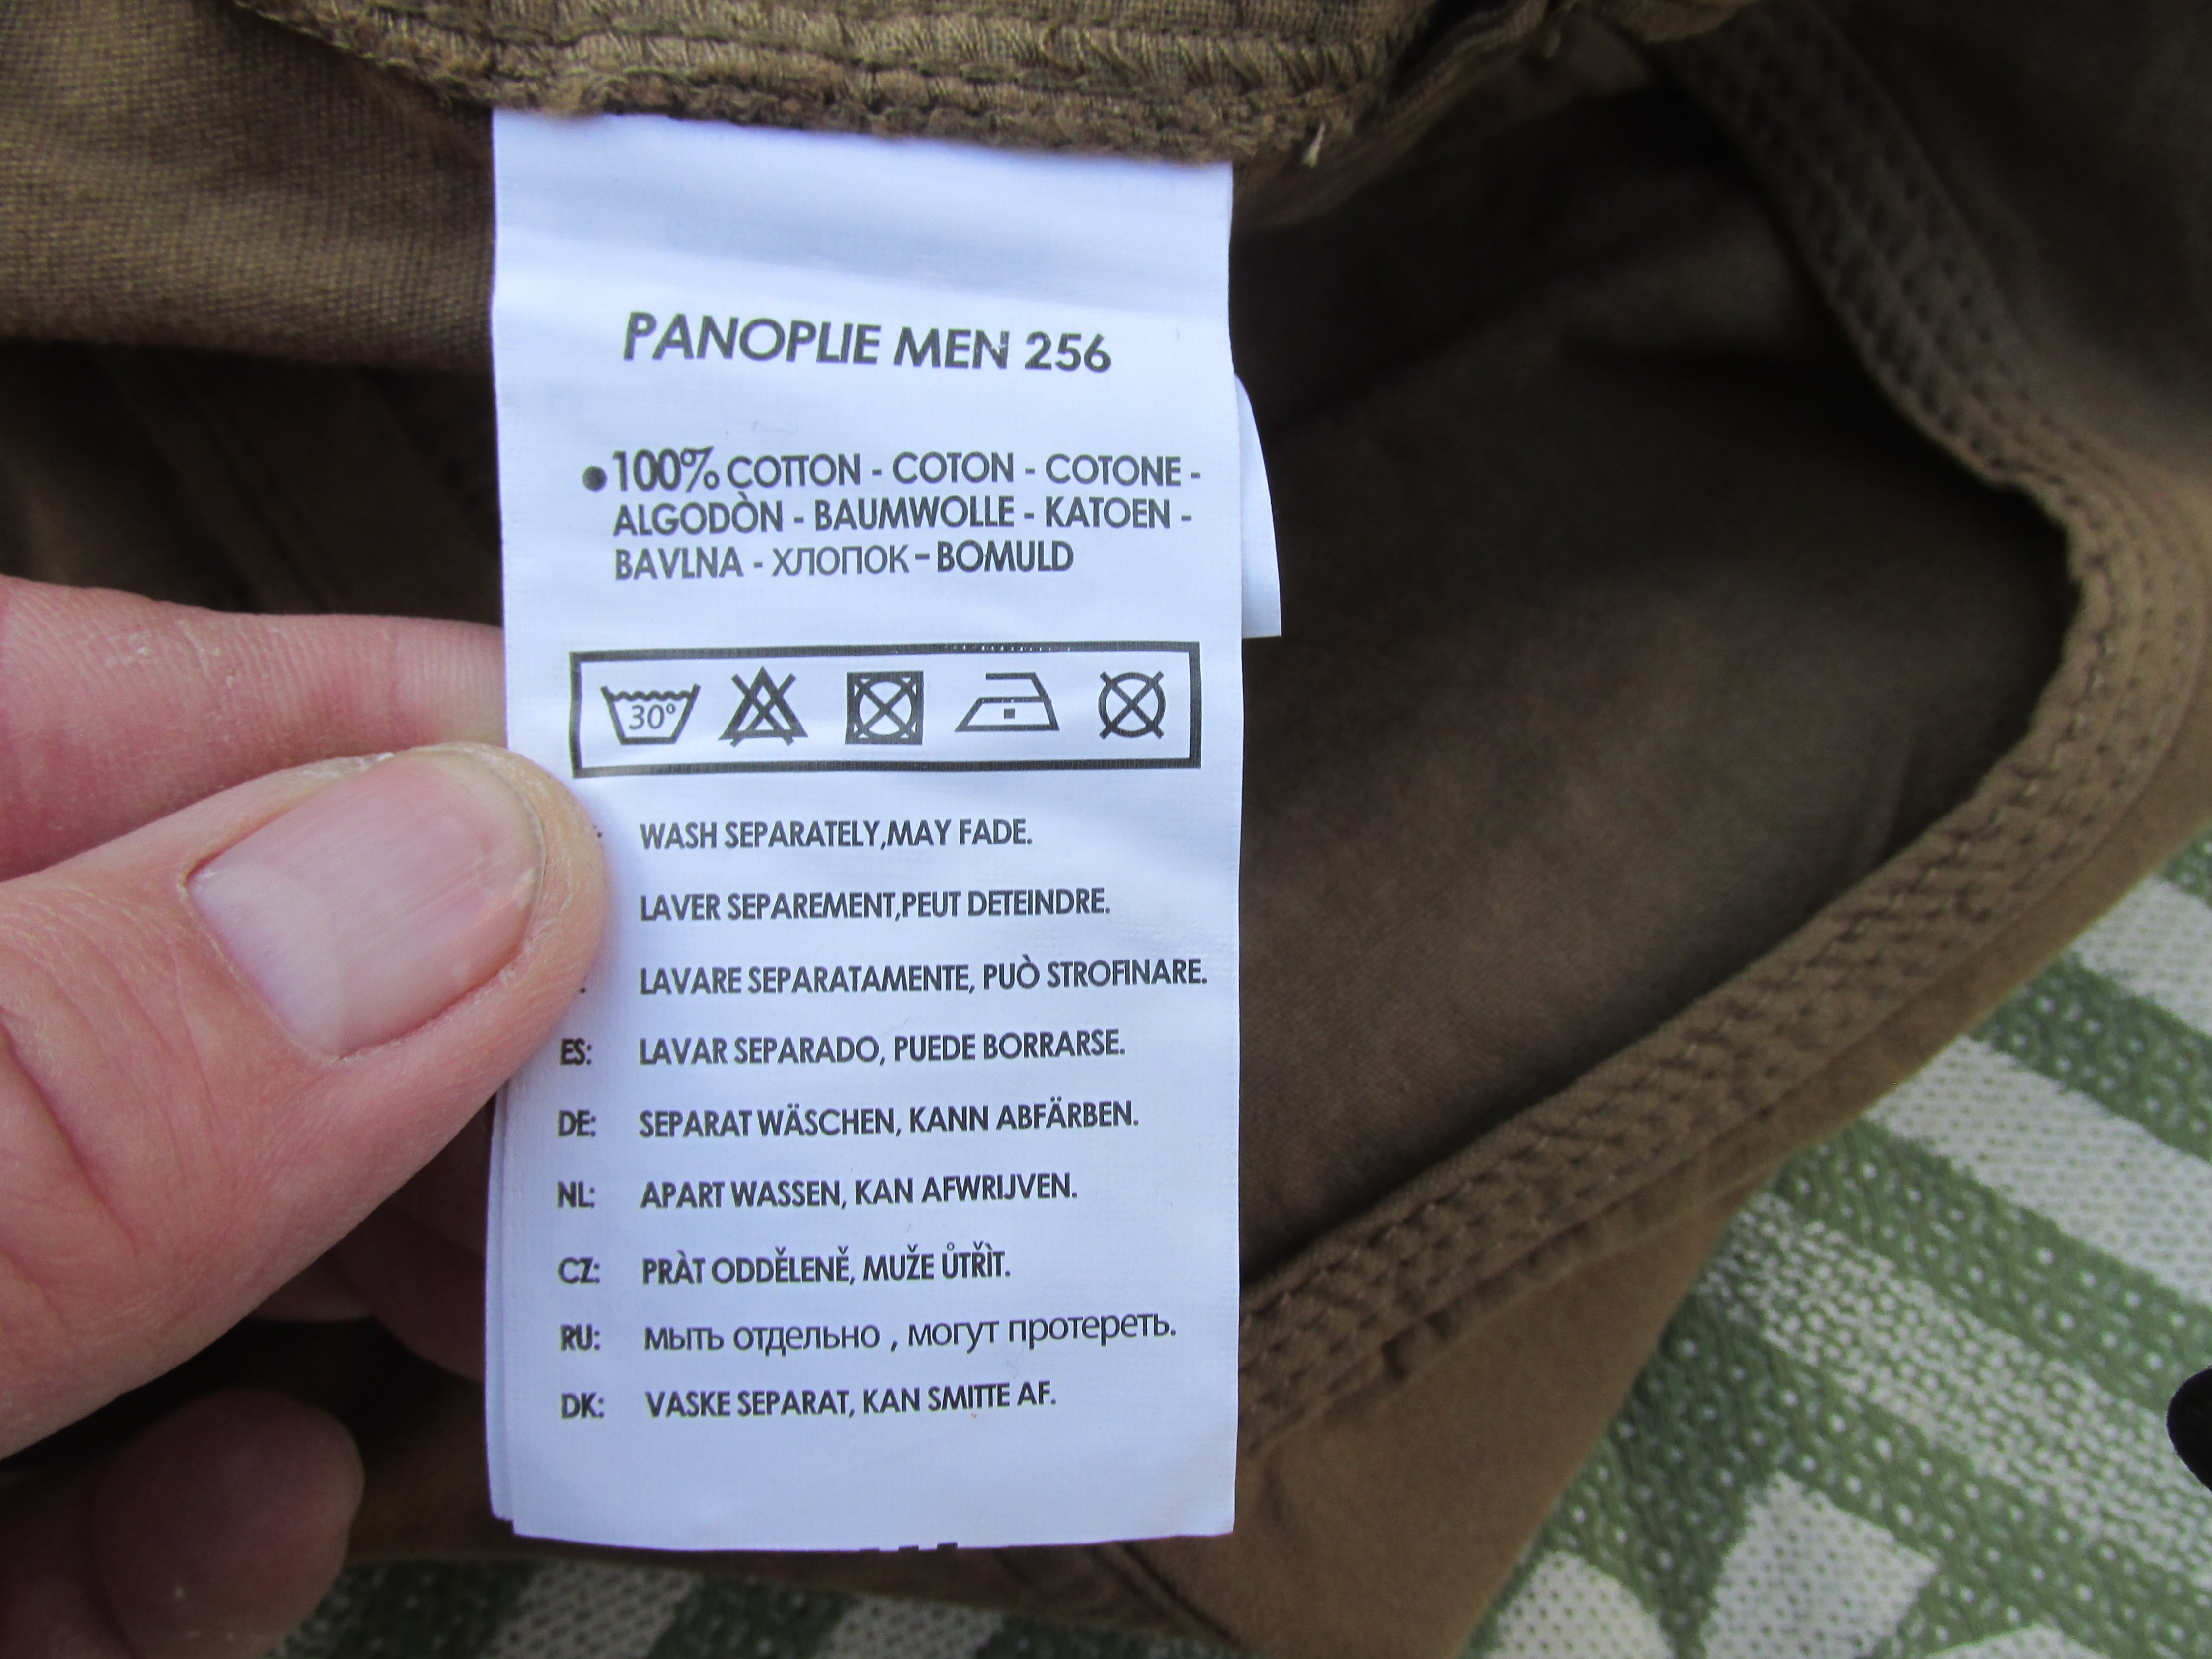 PANOPLIE MEN 256
●100% COTTON - COTON - COTONE -
ALGODÒN - BAUMWOLLE - KATOEN -
BAVLNA - ХЛОПОК - BOMULD
30°
WASH SEPARATELY,MAY FADE.
LAVER SEPAREMENT,PEUT DETEINDRE.
LAVARE SEPARATAMENTE, PUÒ STROFINARE.
ES: LAVAR SEPARADO, PUEDE BORRARSE.
DE: SEPARAT WÄSCHEN, KANN ABFÄRBEN.
NL: APART WASSEN, KAN AFWRIJVEN.
CZ: PRÀT ODDĚLENĚ, MUŽE ŮTŘÌT.
RU: мыть отдельно , могут протереть.
DK: VASKE SEPARAT, KAN SMITTE AF.